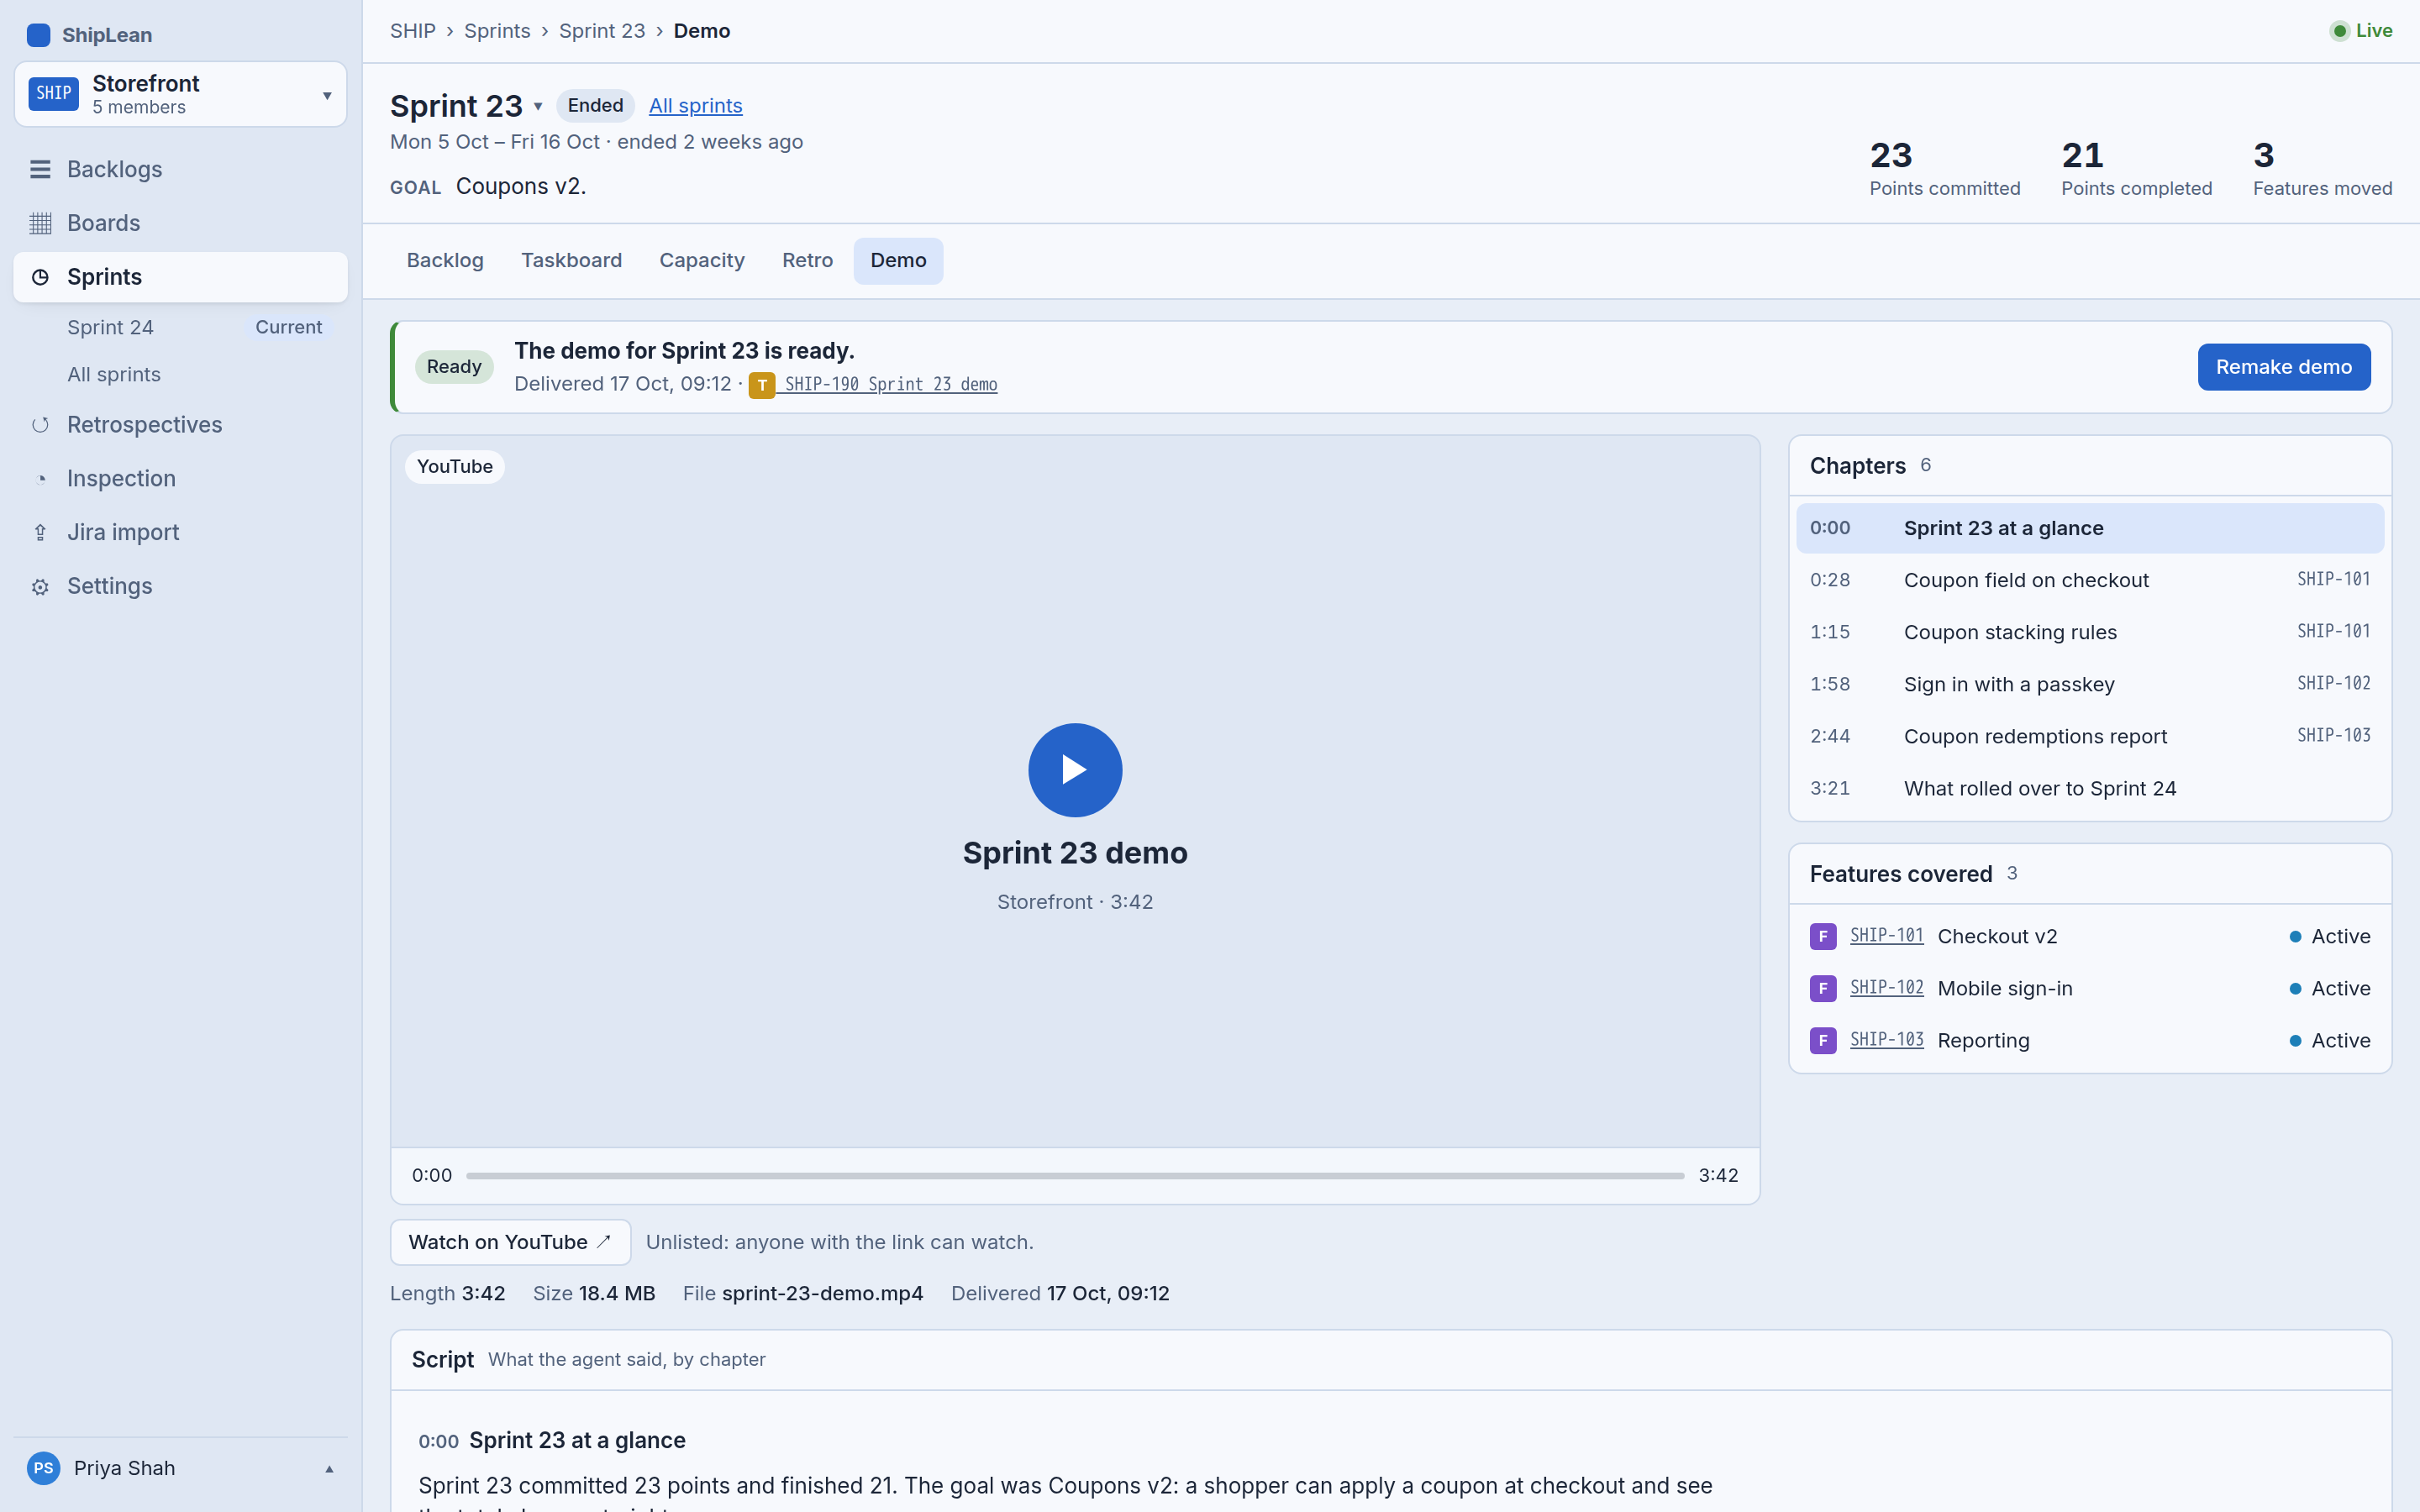 ShipLean
SHIP
Storefront
5 members
Backlogs
Boards
Sprints
Sprint 24
Current
All sprints
Retrospectives
Inspection
Jira import
Settings
PS
Priya Shah
SHIP › Sprints › Sprint 23 › Demo
Live
Sprint 23
Ended
All sprints
Mon 5 Oct – Fri 16 Oct · ended 2 weeks ago
GOAL Coupons v2.
23
Points committed
21
Points completed
3
Features moved
Backlog
Taskboard
Capacity
Retro
Demo
Ready
The demo for Sprint 23 is ready.
Delivered 17 Oct, 09:12 · T SHIP-190 Sprint 23 demo
Remake demo
YouTube
Sprint 23 demo
Storefront · 3:42
0:00
3:42
Chapters 6
0:00 Sprint 23 at a glance
0:28 Coupon field on checkout SHIP-101
1:15 Coupon stacking rules SHIP-101
1:58 Sign in with a passkey SHIP-102
2:44 Coupon redemptions report SHIP-103
3:21 What rolled over to Sprint 24
Features covered 3
F SHIP-101 Checkout v2 Active
F SHIP-102 Mobile sign-in Active
F SHIP-103 Reporting Active
Watch on YouTube ↗
Unlisted: anyone with the link can watch.
Length 3:42 Size 18.4 MB File sprint-23-demo.mp4 Delivered 17 Oct, 09:12
Script What the agent said, by chapter
0:00 Sprint 23 at a glance
Sprint 23 committed 23 points and finished 21. The goal was Coupons v2: a shopper can apply a coupon at checkout and see